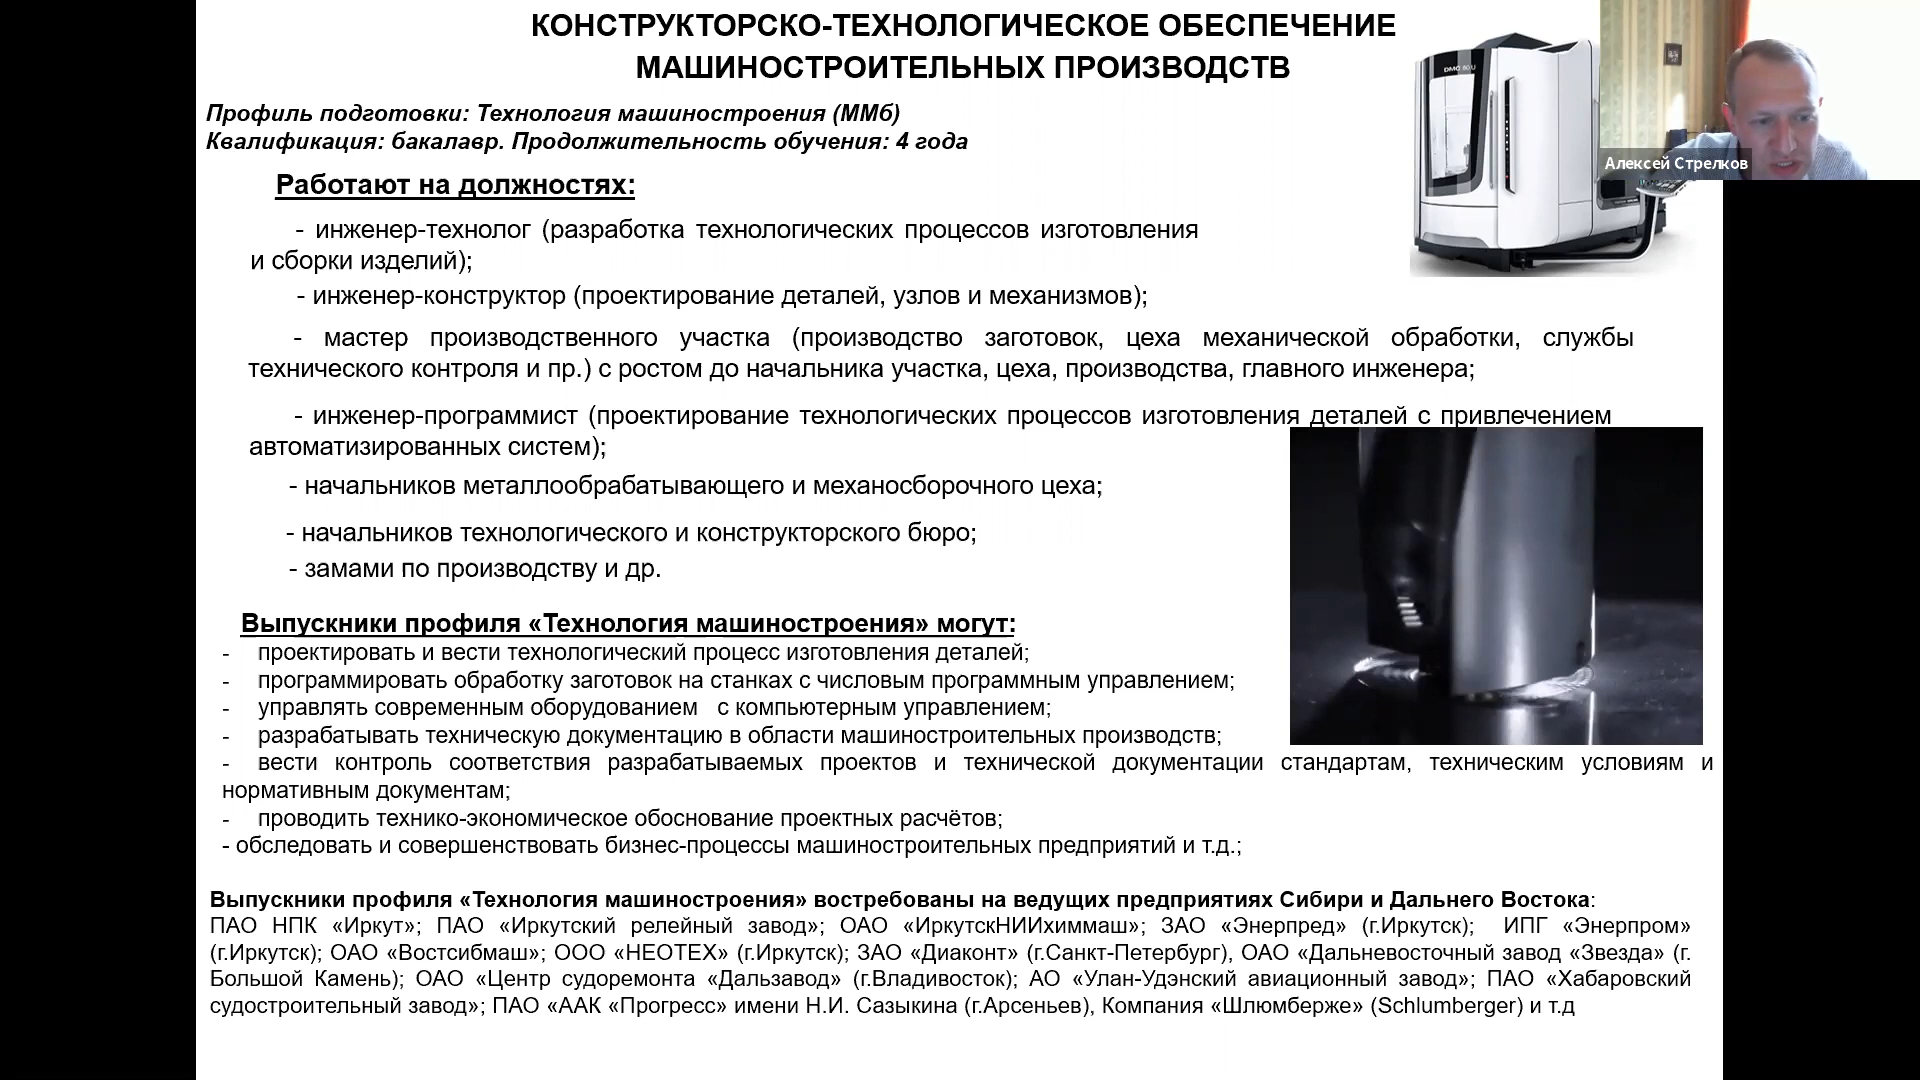 КОНСТРУКТОРСКО-ТЕХНОЛОГИЧЕСКОЕ ОБЕСПЕЧЕНИЕ
МАШИНОСТРОИТЕЛЬНЫХ ПРОИЗВОДСТВ
DMC 80 U
Алексей Стрелков
Профиль подготовки: Технология машиностроения (ММб)
Квалификация: бакалавр. Продолжительность обучения: 4 года
Работают на должностях:
- инженер-технолог (разработка технологических процессов изготовления
и сборки изделий);
- инженер-конструктор (проектирование деталей, узлов и механизмов);
- мастер производственного участка (производство заготовок, цеха механической обработки, службы
технического контроля и пр.) с ростом до начальника участка, цеха, производства, главного инженера;
- инженер-программист (проектирование технологических процессов изготовления деталей с привлечением
автоматизированных систем);
- начальников металлообрабатывающего и механосборочного цеха;
- начальников технологического и конструкторского бюро;
- замами по производству и др.
Выпускники профиля «Технология машиностроения» могут:
- проектировать и вести технологический процесс изготовления деталей;
- программировать обработку заготовок на станках с числовым программным управлением;
- управлять современным оборудованием с компьютерным управлением;
- разрабатывать техническую документацию в области машиностроительных производств;
- вести контроль соответствия разрабатываемых проектов и технической документации стандартам, техническим условиям и
нормативным документам;
- проводить технико-экономическое обоснование проектных расчётов;
- обследовать и совершенствовать бизнес-процессы машиностроительных предприятий и т.д.;
Выпускники профиля «Технология машиностроения» востребованы на ведущих предприятиях Сибири и Дальнего Востока:
ПАО НПК «Иркут»; ПАО «Иркутский релейный завод»; ОАО «ИркутскНИИхиммаш»; ЗАО «Энерпред» (г.Иркутск); ИПГ «Энерпром»
(г.Иркутск); ОАО «Востсибмаш»; ООО «НЕОТЕХ» (г.Иркутск); ЗАО «Диаконт» (г.Санкт-Петербург), ОАО «Дальневосточный завод «Звезда» (г.
Большой Камень); ОАО «Центр судоремонта «Дальзавод» (г.Владивосток); АО «Улан-Удэнский авиационный завод»; ПАО «Хабаровский
судостроительный завод»; ПАО «ААК «Прогресс» имени Н.И. Сазыкина (г.Арсеньев), Компания «Шлюмберже» (Schlumberger) и т.д